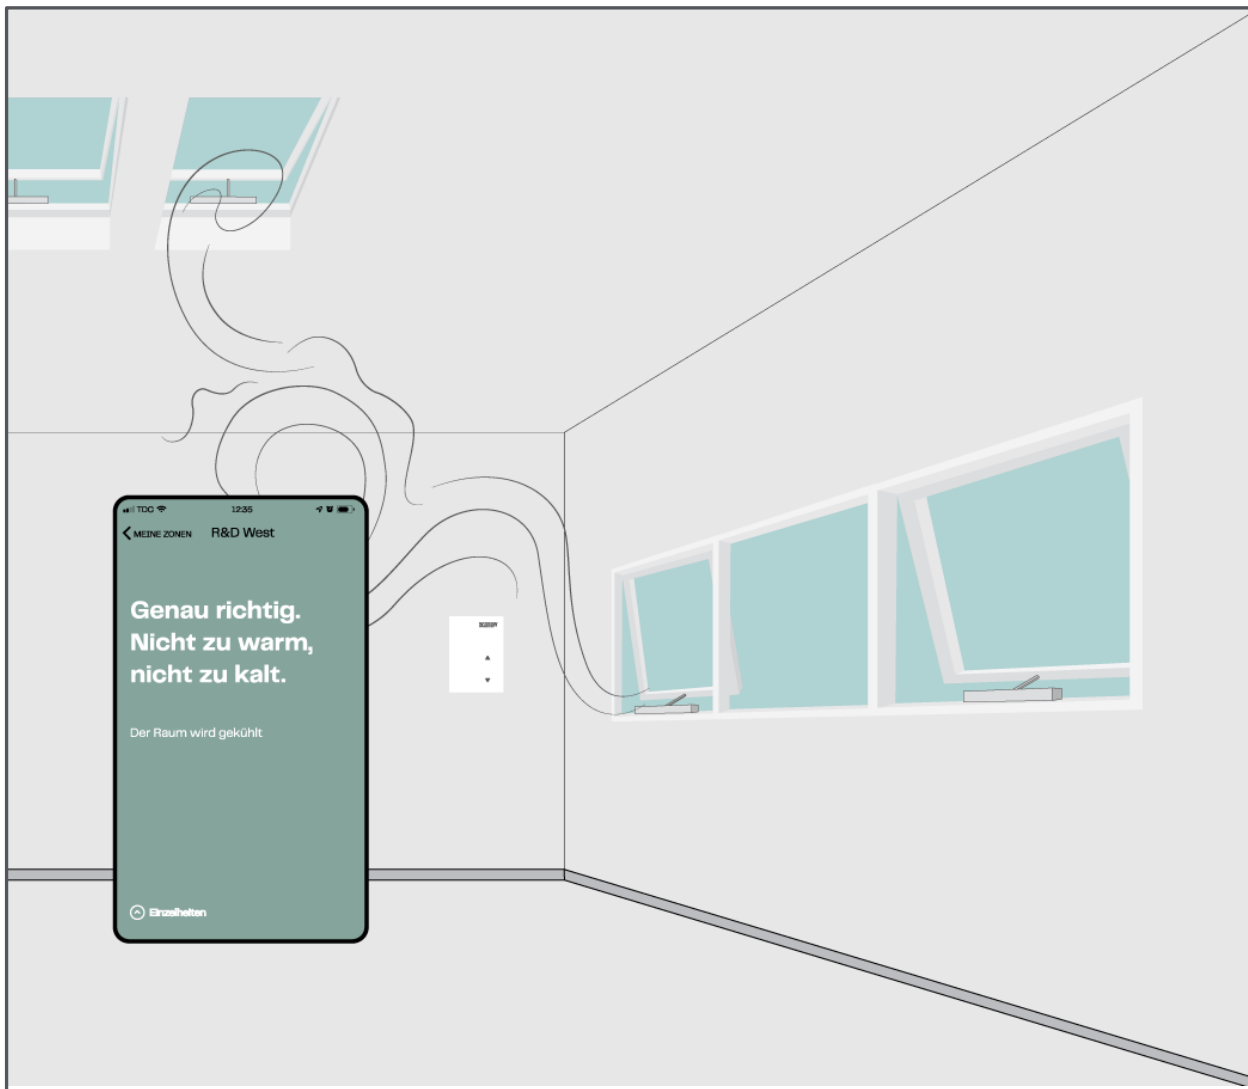 TDC
12:35
MEINE ZONEN
R&D West
Genau richtig.
Nicht zu warm,
nicht zu kalt.
Der Raum wird gekühlt
Einzelheiten